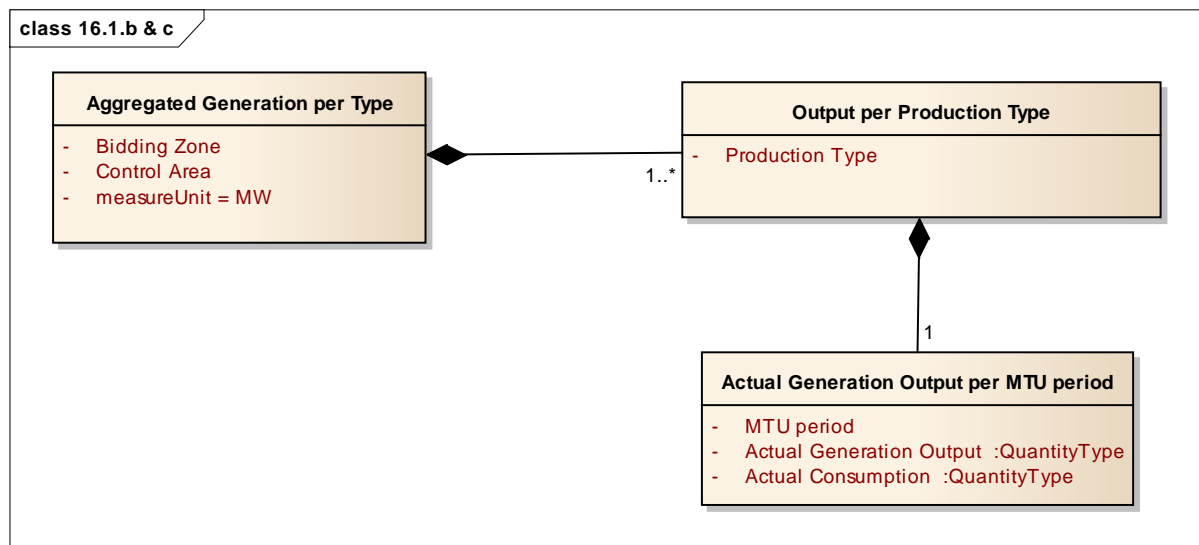 class 16.1.b & c
Aggregated Generation per Type
- Bidding Zone
- Control Area
- measureUnit = MW
1..*
Output per Production Type
- Production Type
1
Actual Generation Output per MTU period
- MTU period
- Actual Generation Output :QuantityType
- Actual Consumption :QuantityType